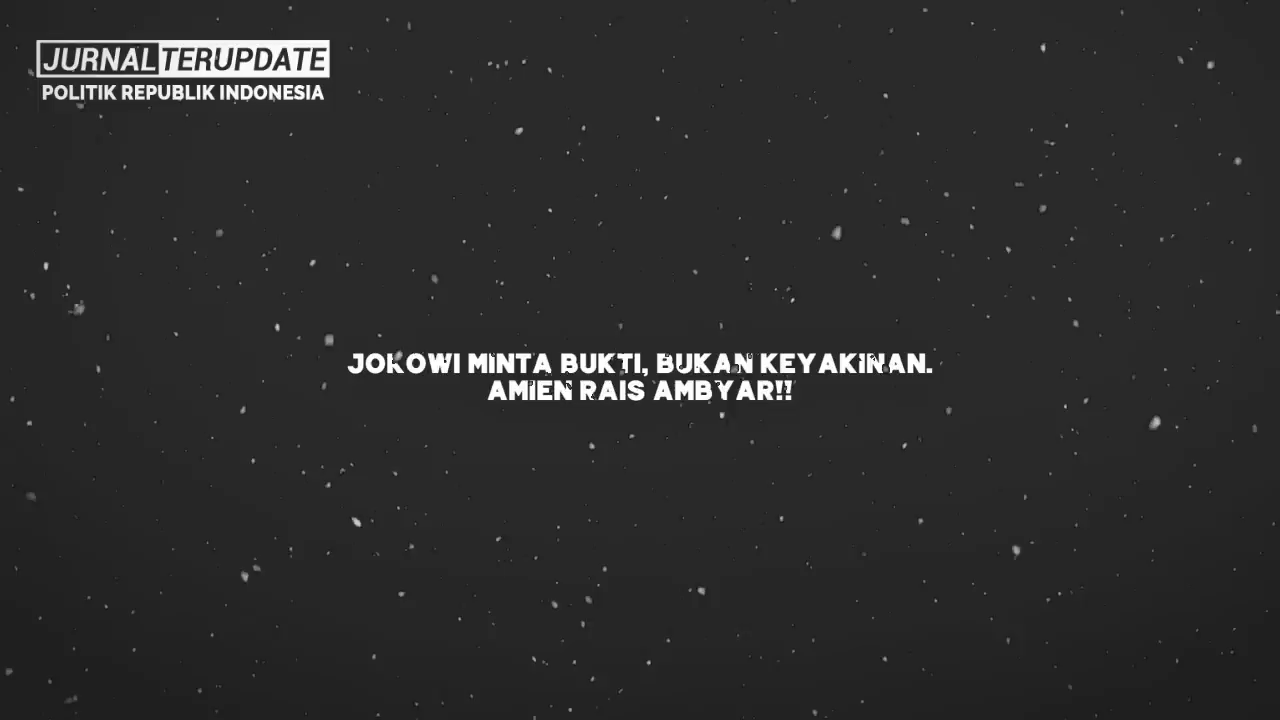 JURNALTERUPDATE
POLITIK REPUBLIK INDONESIA
JOKOWI MINTA BUKTI, BUKAN KEYAKINAN.
AMIEN RAIS AMBYAR!!